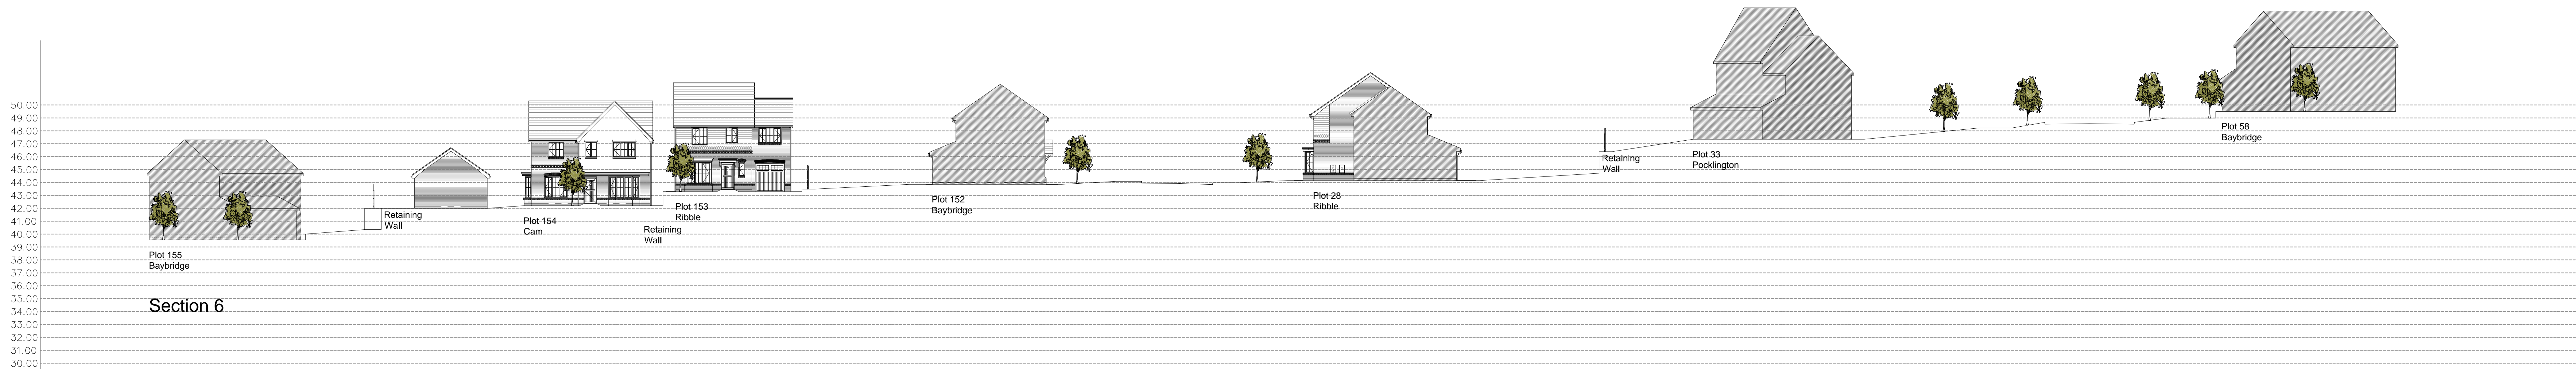 50.00
49.00
48.00
47.00
46.00
45.00
44.00
43.00
42.00
41.00
40.00
39.00
38.00
37.00
36.00
35.00
34.00
33.00
32.00
31.00
30.00
Plot 155
Baybridge
Retaining
Wall
Plot 154
Cam
Retaining
Wall
Plot 153
Ribble
Plot 152
Baybridge
Plot 28
Ribble
Retaining
Wall
Plot 33
Pocklington
Plot 58
Baybridge
Section 6